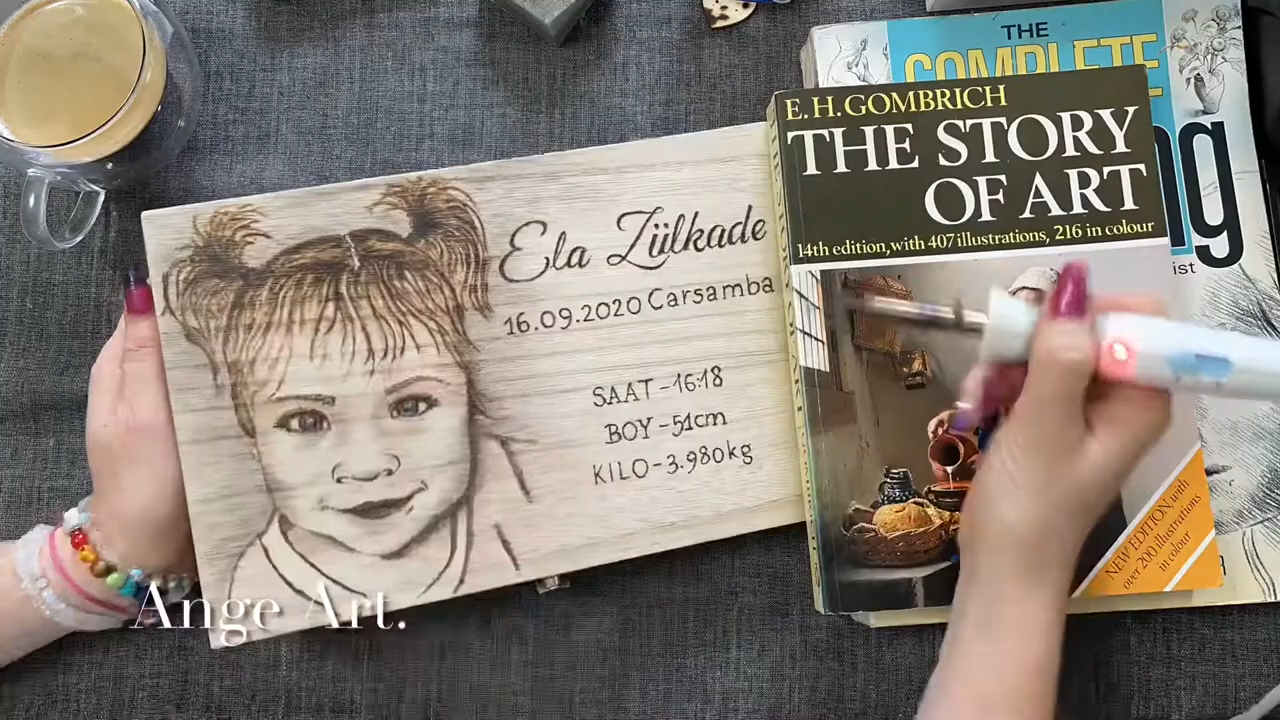 Ela Zülkade
16.09.2020 Carsamba
SAAT-16:18
BOY-51cm
KILO-3.980kg
THE
COMPLETE
E.H.GOMBRICH
THE STORY
OF ART
14th edition, with 407 illustrations, 216 in colour
NEW EDITION, with
over 200 illustrations
in colour
Ange Art.